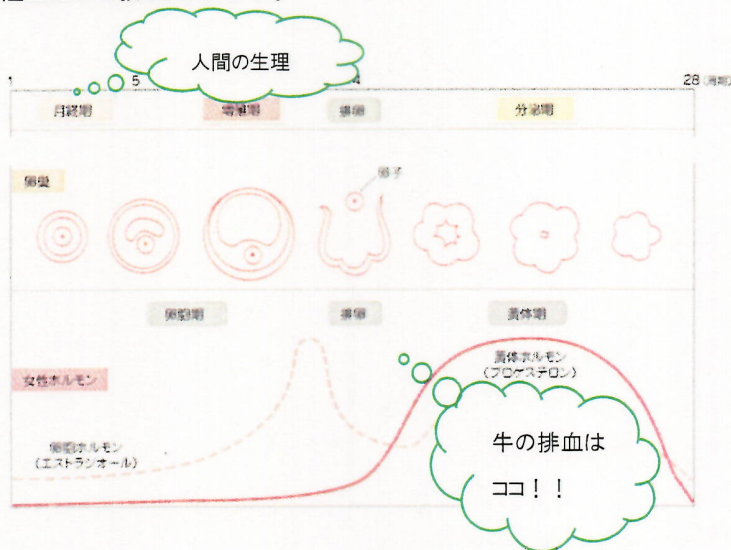 人間の生理
1
5
4
28 (周期)
月経期
増殖期
排卵
分泌期
卵巣
卵子
卵胞期
排卵
黄体期
女性ホルモン
黄体ホルモン
(プロゲステロン)
卵胞ホルモン
(エストラジオール)
牛の排血は
ココ！！